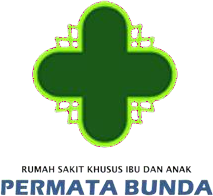 RUMAH SAKIT KHUSUS IBU DAN ANAK
PERMATA BUNDA